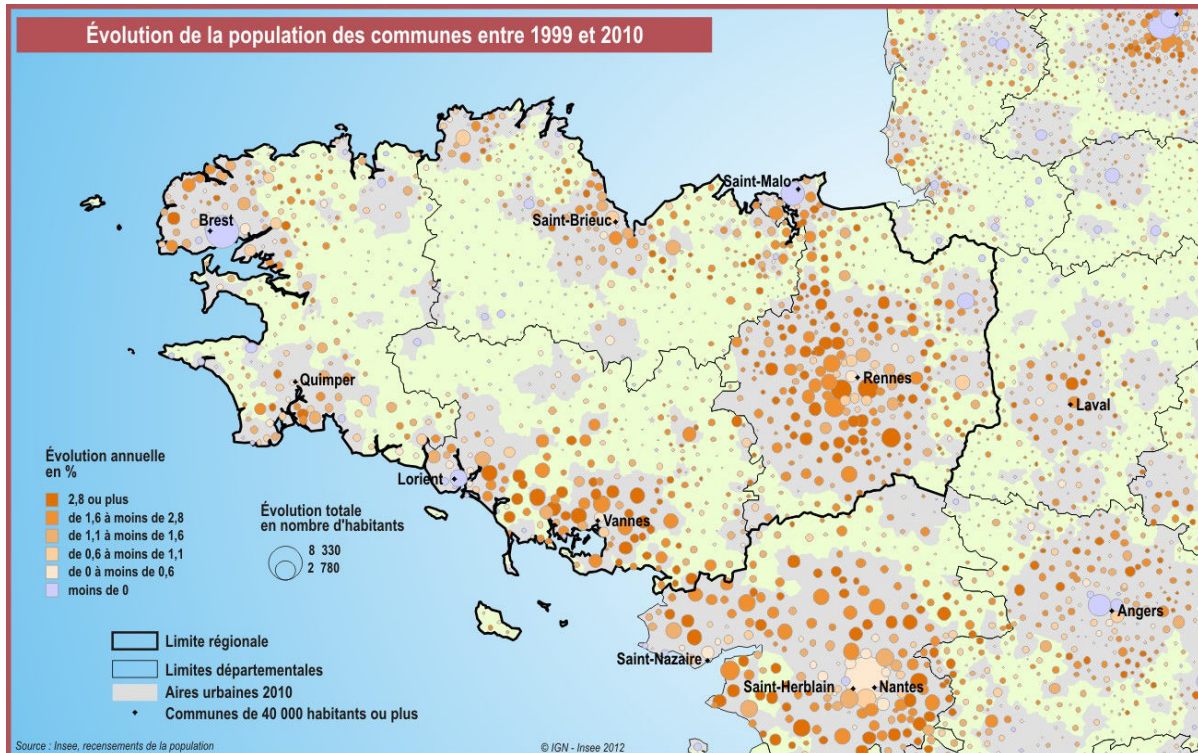 Évolution de la population des communes entre 1999 et 2010
Saint-Malo
Brest
Saint-Brieuc
Rennes
Quimper
Laval
Évolution annuelle
en %
2,8 ou plus
de 1,6 à moins de 2,8
de 1,1 à moins de 1,6
de 0,6 à moins de 1,1
de 0 à moins de 0,6
moins de 0
Évolution totale
en nombre d'habitants
8 330
2 780
Lorient
Vannes
Angers
Saint-Nazaire
Saint-Herblain
Nantes
Limite régionale
Limites départementales
Aires urbaines 2010
Communes de 40 000 habitants ou plus
Source : Insee, recensements de la population
© IGN - Insee 2012